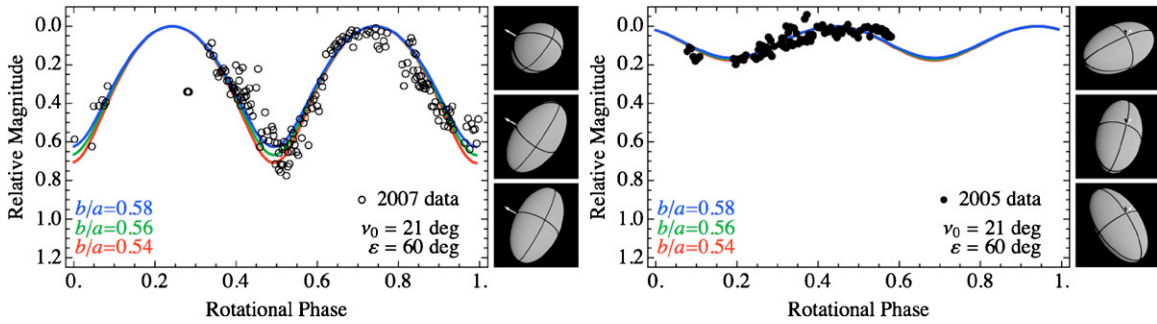 Relative Magnitude
0.0
0.2
0.4
0.6
0.8
1.0
1.2
b/a=0.58
b/a=0.56
b/a=0.54
2007 data
ν₀ = 21 deg
ε = 60 deg
0. 0.2 0.4 0.6 0.8 1.
Rotational Phase
Relative Magnitude
0.0
0.2
0.4
0.6
0.8
1.0
1.2
b/a=0.58
b/a=0.56
b/a=0.54
2005 data
ν₀ = 21 deg
ε = 60 deg
0. 0.2 0.4 0.6 0.8 1.
Rotational Phase